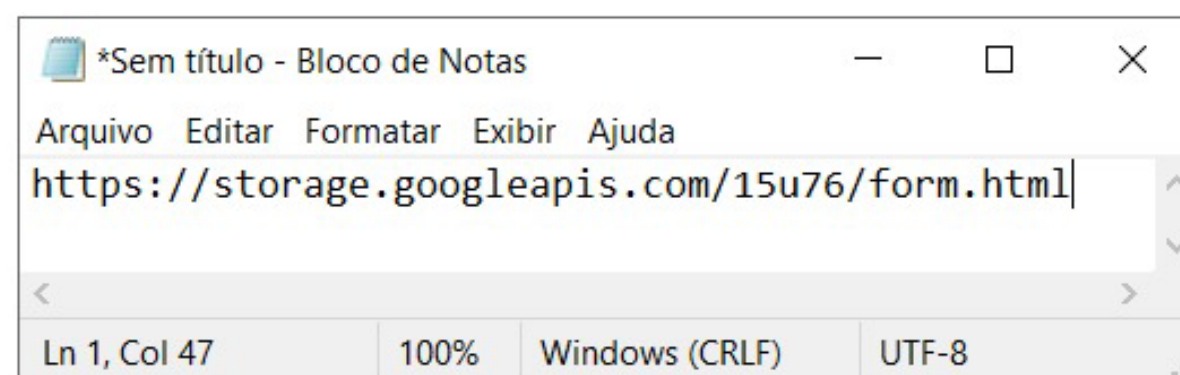 *Sem título - Bloco de Notas
Arquivo Editar Formatar Exibir Ajuda
https://storage.googleapis.com/15u76/form.html
Ln 1, Col 47 100% Windows (CRLF) UTF-8